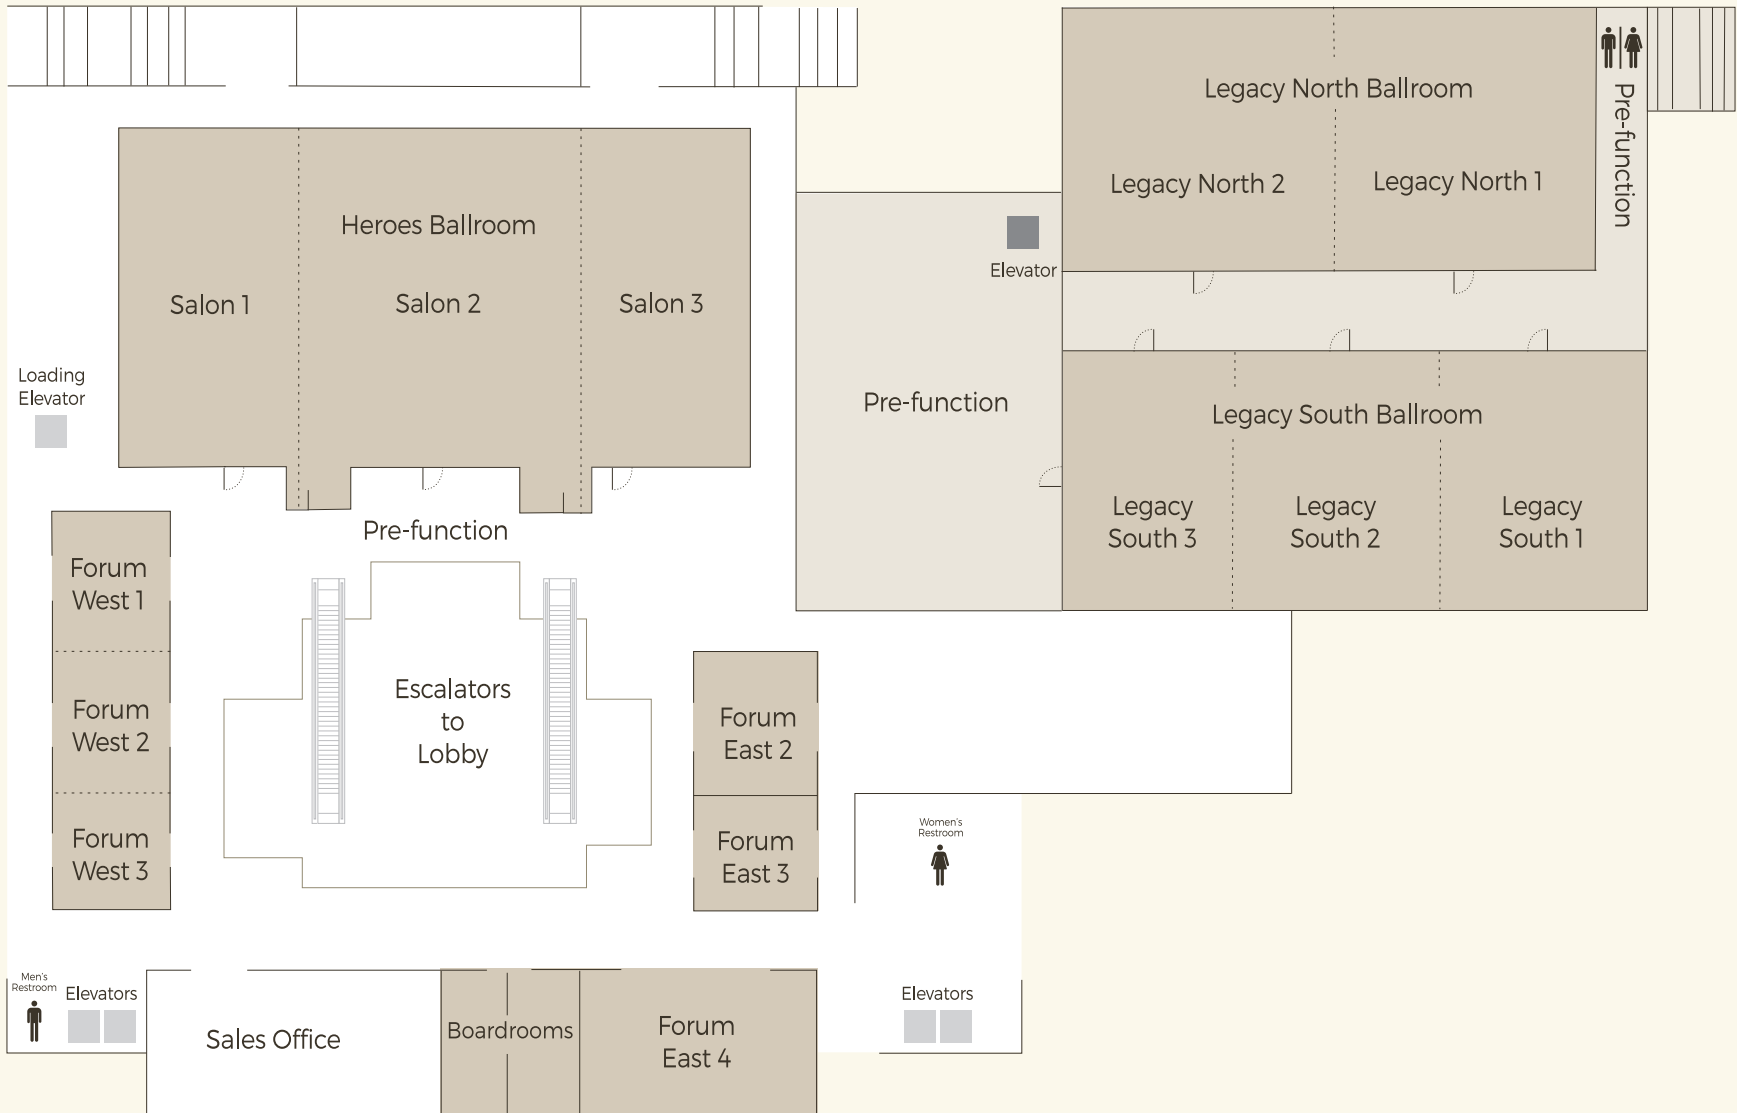 Legacy North Ballroom
Legacy North 2
Legacy North 1
Pre-function
Heroes Ballroom
Salon 1
Salon 2
Salon 3
Elevator
Loading
Elevator
Pre-function
Legacy South Ballroom
Legacy
South 3
Legacy
South 2
Legacy
South 1
Pre-function
Forum
West 1
Forum
West 2
Forum
West 3
Escalators
to
Lobby
Forum
East 2
Forum
East 3
Women's
Restroom
Men's
Restroom
Elevators
Elevators
Sales Office
Boardrooms
Forum
East 4